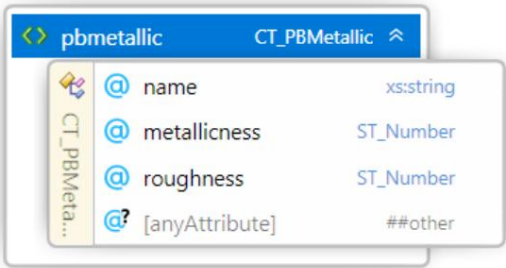 pbmetallic CT_PBMetallic
CT_PBMeta...
@ name xs:string
@ metallicness ST_Number
@ roughness ST_Number
@? [anyAttribute] ##other